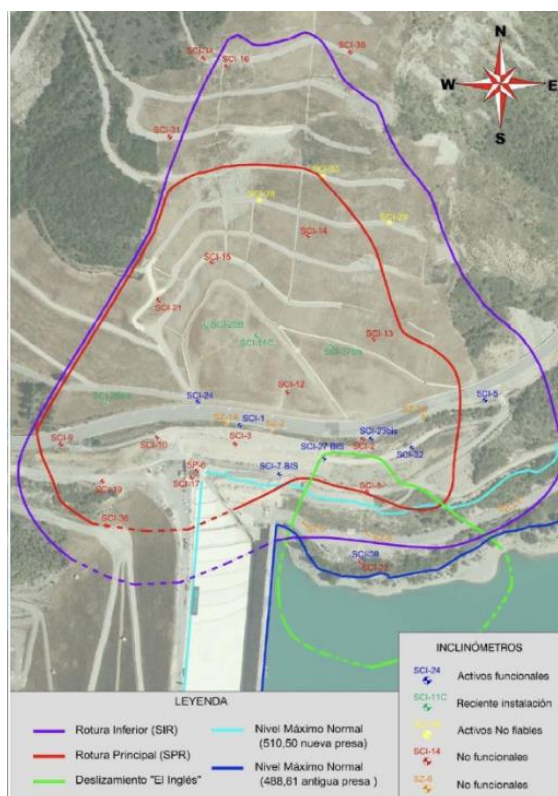 SCI-35
SCI-16
N
W
E
S
SCI-31
SCI-14
SCI-15
SCI-21
SCI-11C
SCI-13
SCI-12
SCI-24
SCI-1
SCI-5
SCI-9
SCI-10
SCI-3
SCI-23bis
SCI-32
SCI-27 BIS
SCI-7 BIS
SCI-17
SCI-36
LEYENDA
Rotura Inferior (SIR)
Rotura Principal (SPR)
Deslizamiento "El Inglés"
Nivel Máximo Normal
(510,50 nueva presa)
Nivel Máximo Normal
(488,61 antigua presa )
INCLINÓMETROS
SCI-24
Activos funcionales
SCI-11C
Reciente instalación
Activos No fiables
SCI-14
No funcionales
SZ-6
No funcionales